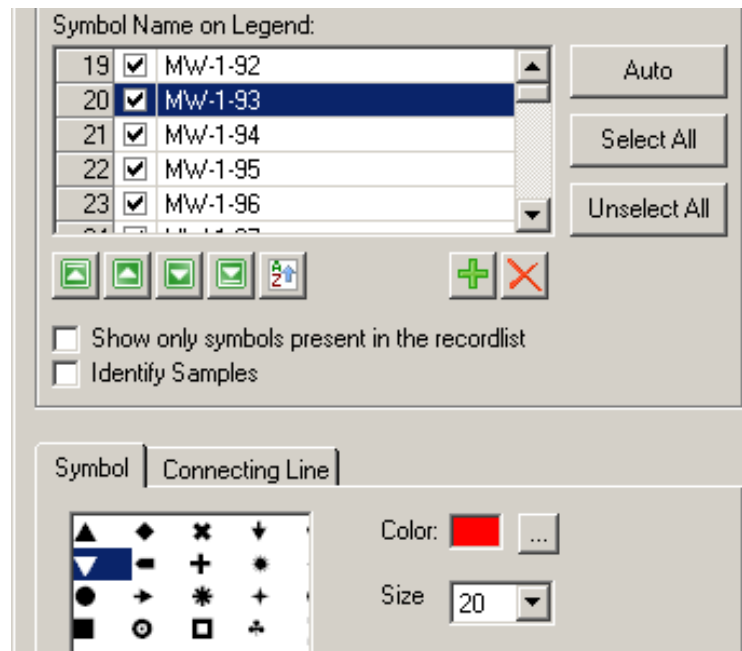 Symbol Name on Legend:
19 MW-1-92
20 MW-1-93
21 MW-1-94
22 MW-1-95
23 MW-1-96
Auto
Select All
Unselect All
Show only symbols present in the recordlist
Identify Samples
Symbol Connecting Line
Color: ...
Size 20